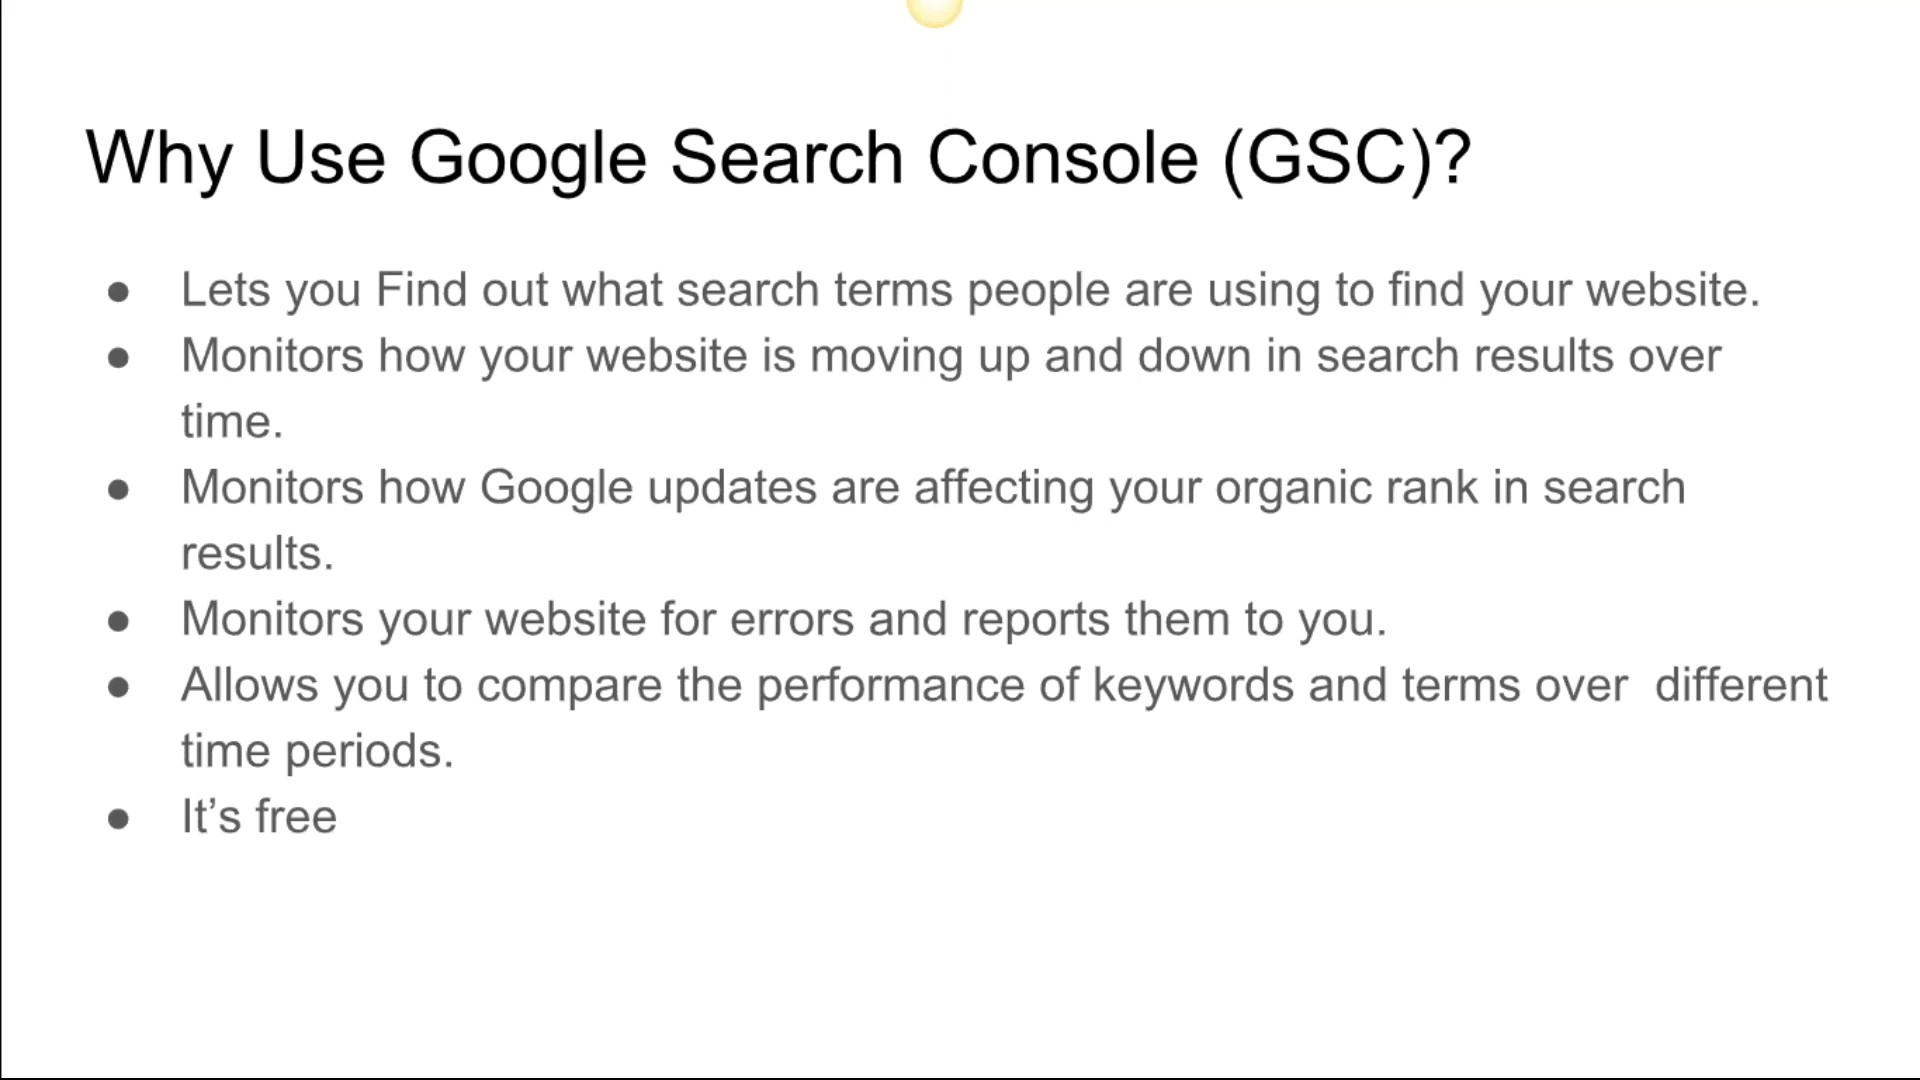 Why Use Google Search Console (GSC)?
● Lets you Find out what search terms people are using to find your website.
● Monitors how your website is moving up and down in search results over
time.
● Monitors how Google updates are affecting your organic rank in search
results.
● Monitors your website for errors and reports them to you.
● Allows you to compare the performance of keywords and terms over  different
time periods.
● It’s free